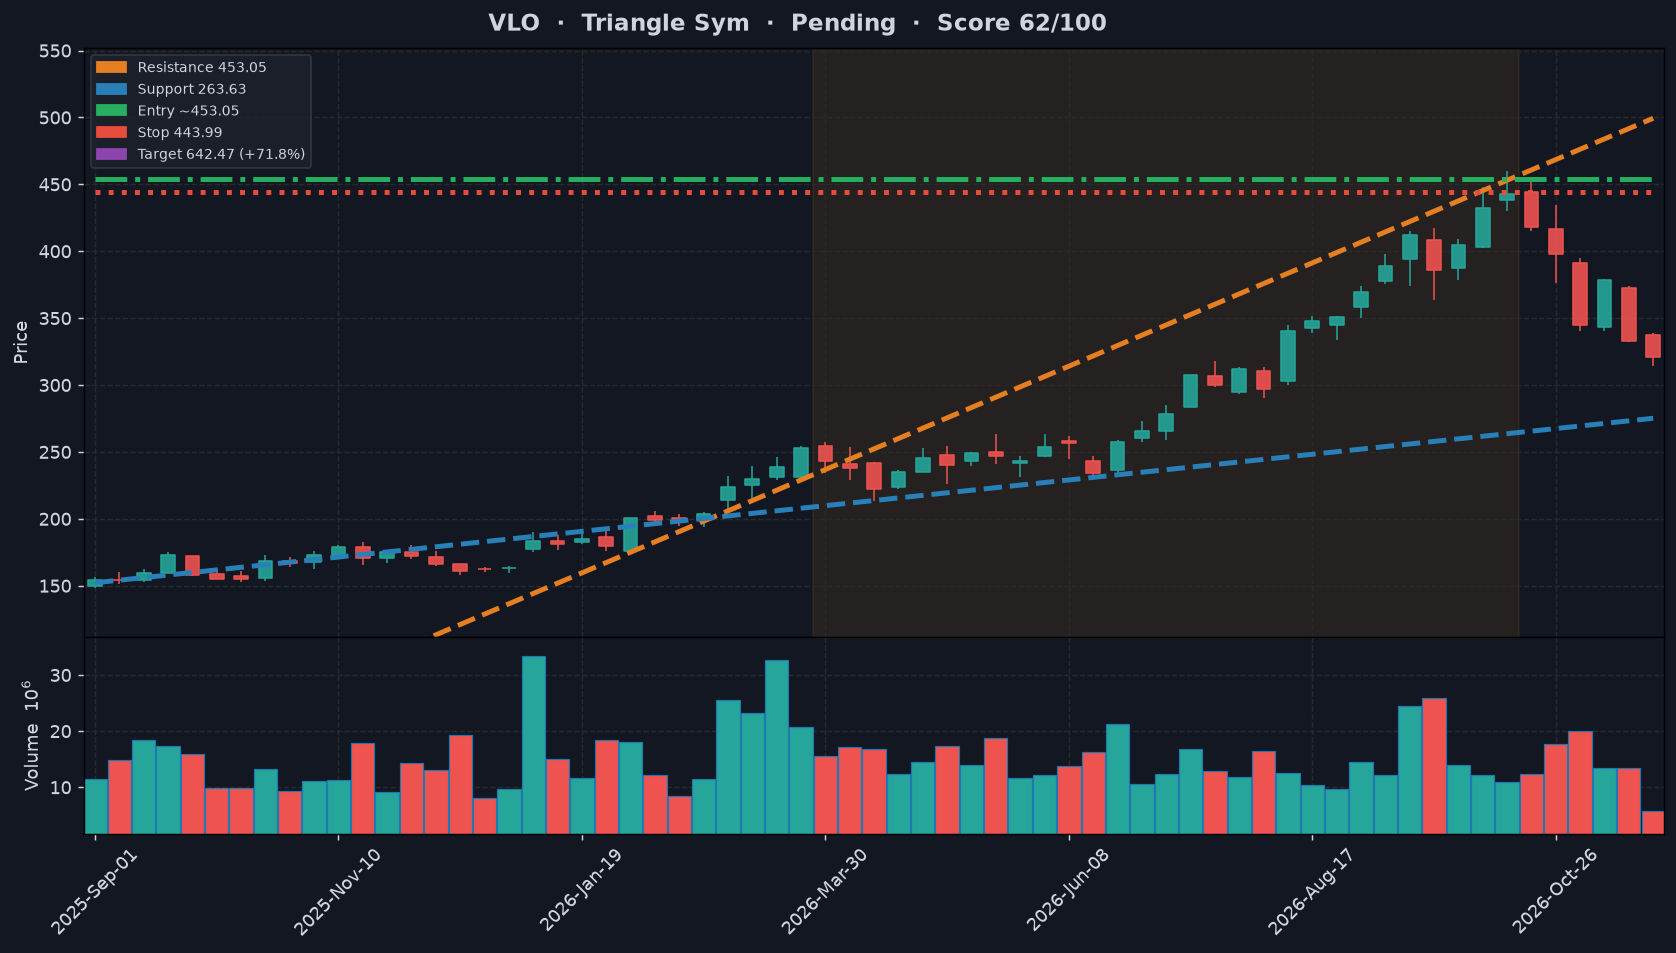 VLO · Triangle Sym · Pending · Score 62/100
Resistance 453.05
Support 263.63
Entry ~453.05
Stop 443.99
Target 642.47 (+71.8%)
Price
550
500
450
400
350
300
250
200
150
Volume 10⁶
30
20
10
2025-Sep-01
2025-Nov-10
2026-Jan-19
2026-Mar-30
2026-Jun-08
2026-Aug-17
2026-Oct-26